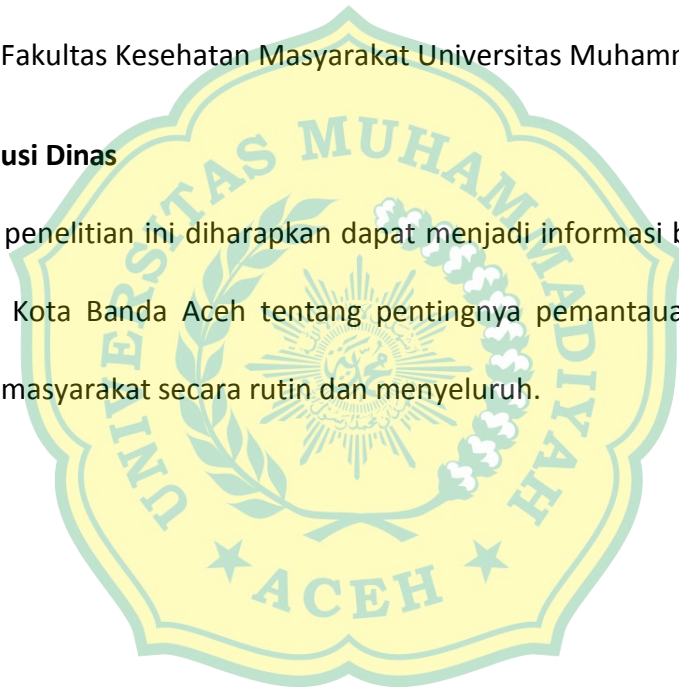 Fakultas Kesehatan Masyarakat Universitas Muhamm
usi Dinas
penelitian ini diharapkan dapat menjadi informasi b
Kota Banda Aceh tentang pentingnya pemantaua
masyarakat secara rutin dan menyeluruh.
UNIVERSITAS MUHAMMADIYAH
ACEH